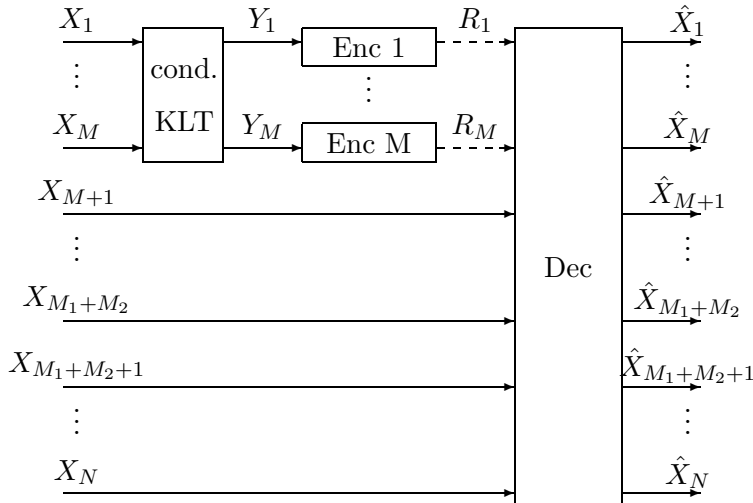 X_1 Y_1 Enc 1 R_1 \hat{X}_1
⋮ cond. ⋮ ⋮
X_M KLT Y_M Enc M R_M \hat{X}_M
X_{M+1} \hat{X}_{M+1}
⋮ Dec ⋮
X_{M_1+M_2} \hat{X}_{M_1+M_2}
X_{M_1+M_2+1} \hat{X}_{M_1+M_2+1}
⋮ ⋮
X_N \hat{X}_N